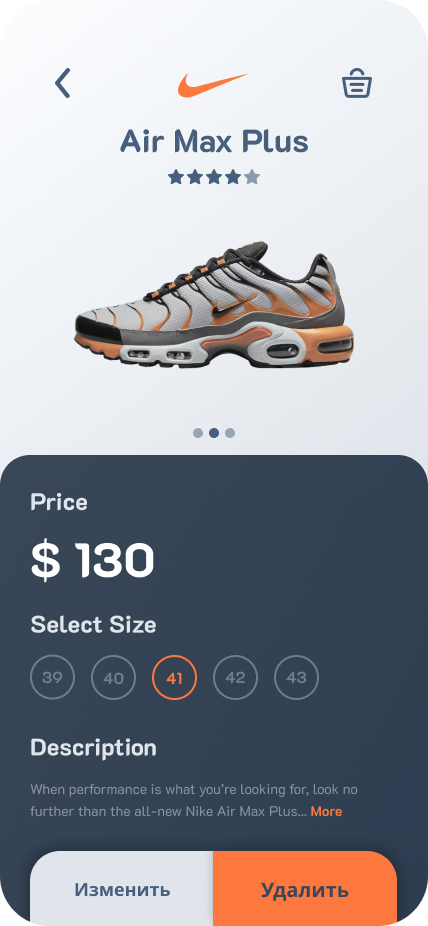 Air Max Plus
Price
$ 130
Select Size
39 40 41 42 43
Description
When performance is what you're looking for, look no
further than the all-new Nike Air Max Plus... More
Изменить Удалить